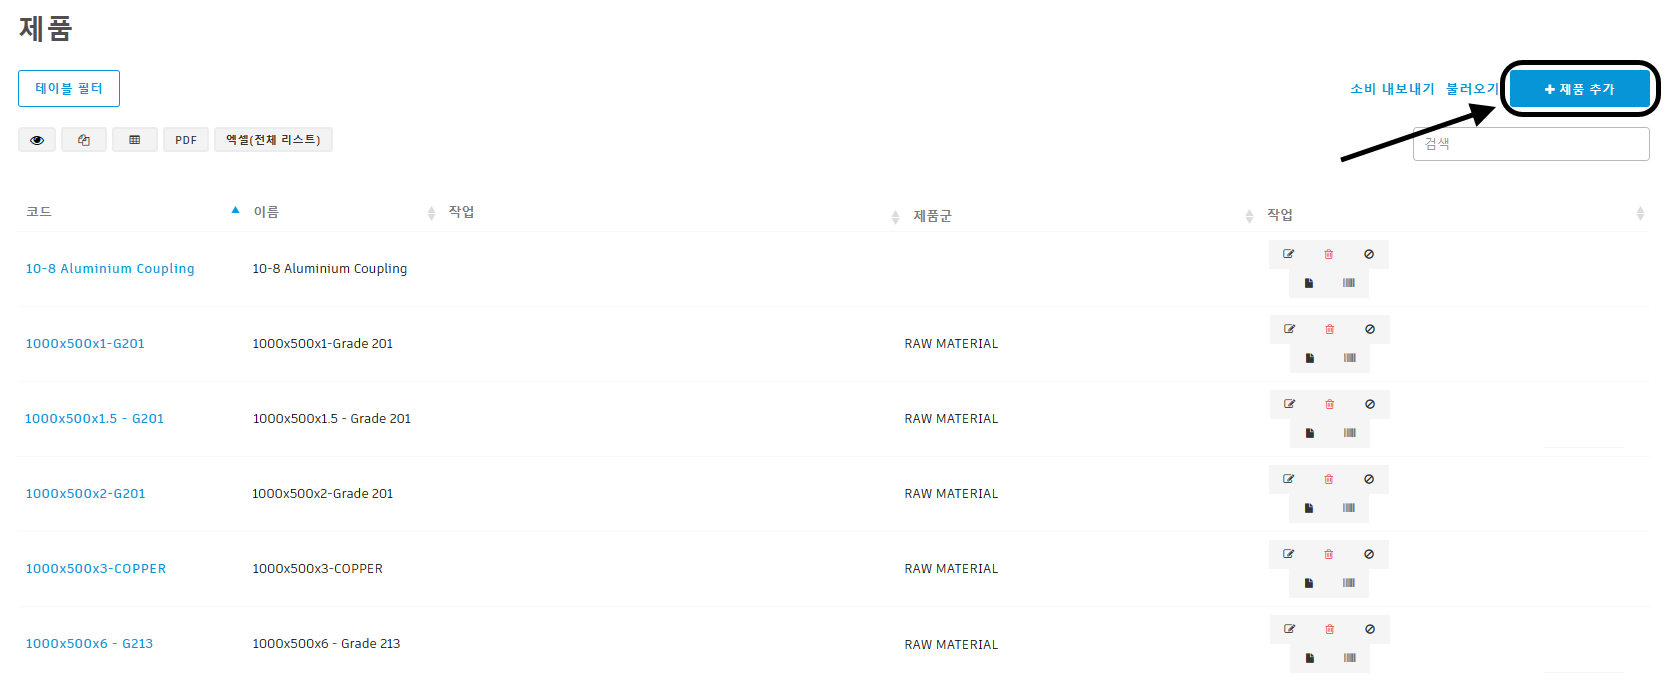 제품
테이블 필터
소비 내보내기 불러오기 제품 추가
PDF 엑셀(전체 리스트)
검색
코드 이름 작업 제품군 작업
10-8 Aluminium Coupling 10-8 Aluminium Coupling
1000x500x1-G201 1000x500x1-Grade 201 RAW MATERIAL
1000x500x1.5 - G201 1000x500x1.5 - Grade 201 RAW MATERIAL
1000x500x2-G201 1000x500x2-Grade 201 RAW MATERIAL
1000x500x3-COPPER 1000x500x3-COPPER RAW MATERIAL
1000x500x6 - G213 1000x500x6 - Grade 213 RAW MATERIAL